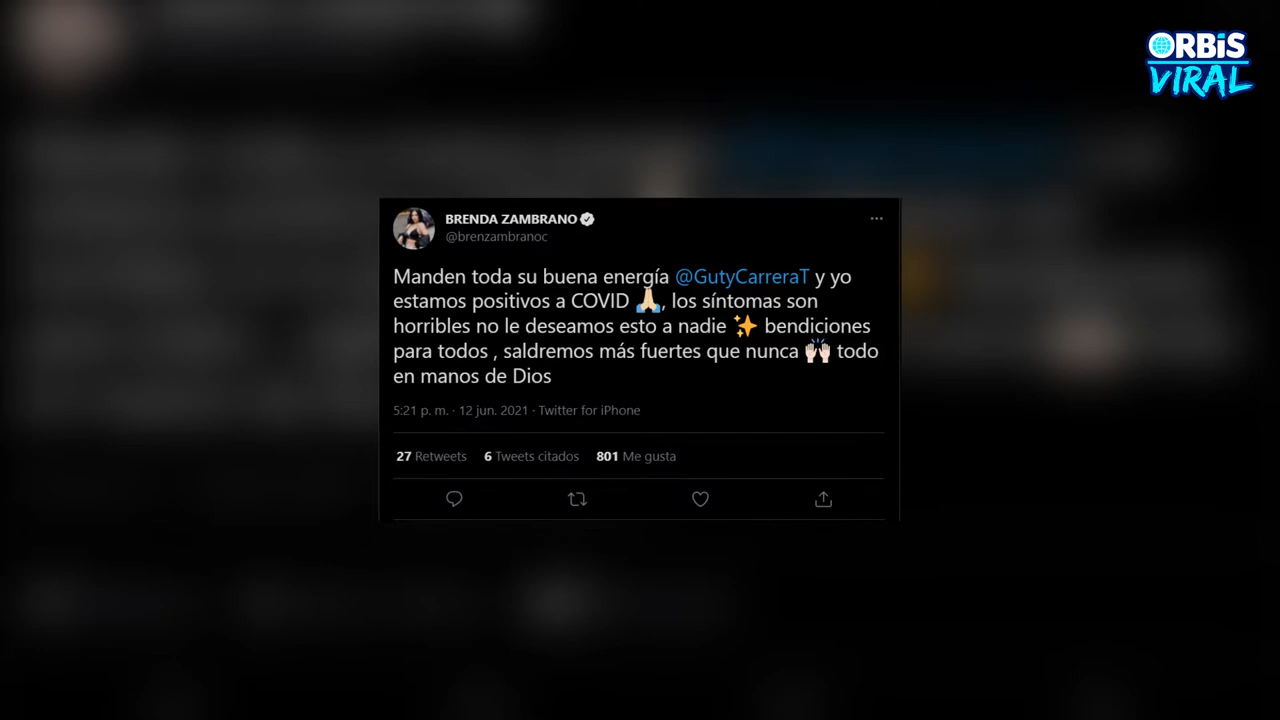 ORBiS
VIRAL
BRENDA ZAMBRANO
@brenzambranoc
Manden toda su buena energía @GutyCarreraT y yo
estamos positivos a COVID 🙏🏻, los síntomas son
horribles no le deseamos esto a nadie ✨ bendiciones
para todos , saldremos más fuertes que nunca 🙌🏻 todo
en manos de Dios
5:21 p. m. · 12 jun. 2021 · Twitter for iPhone
27 Retweets 6 Tweets citados 801 Me gusta